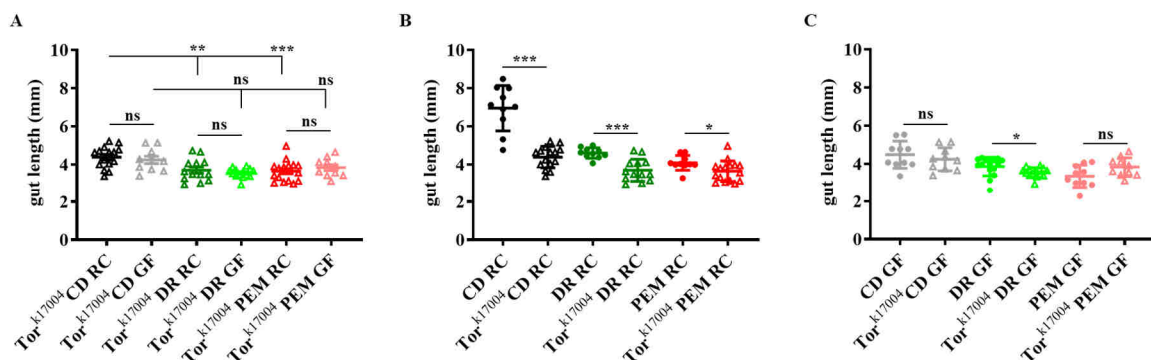 A
gut length (mm)
10
8
6
4
2
0
** ***
ns ns
ns ns ns
Tor^k17004 CD RC
Tor^k17004 CD GF
Tor^k17004 DR RC
Tor^k17004 DR GF
Tor^k17004 PEM RC
Tor^k17004 PEM GF
B
gut length (mm)
10
8
6
4
2
0
***
*** *
CD RC
Tor^k17004 CD RC
DR RC
Tor^k17004 DR RC
PEM RC
Tor^k17004 PEM RC
C
gut length (mm)
10
8
6
4
2
0
ns
* ns
CD GF
Tor^k17004 CD GF
DR GF
Tor^k17004 DR GF
PEM GF
Tor^k17004 PEM GF